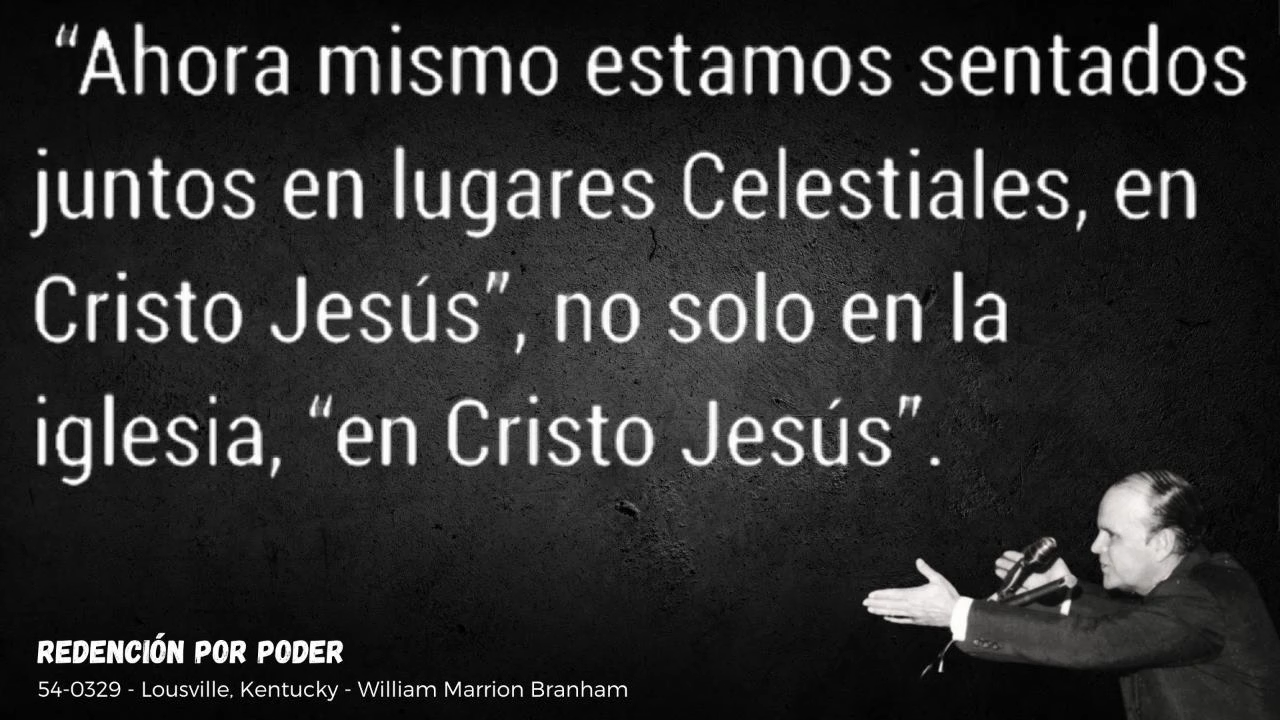 “Ahora mismo estamos sentados
juntos en lugares Celestiales, en
Cristo Jesús”, no solo en la
iglesia, “en Cristo Jesús”.
REDENCIÓN POR PODER
54-0329 - Lousville, Kentucky - William Marrion Branham